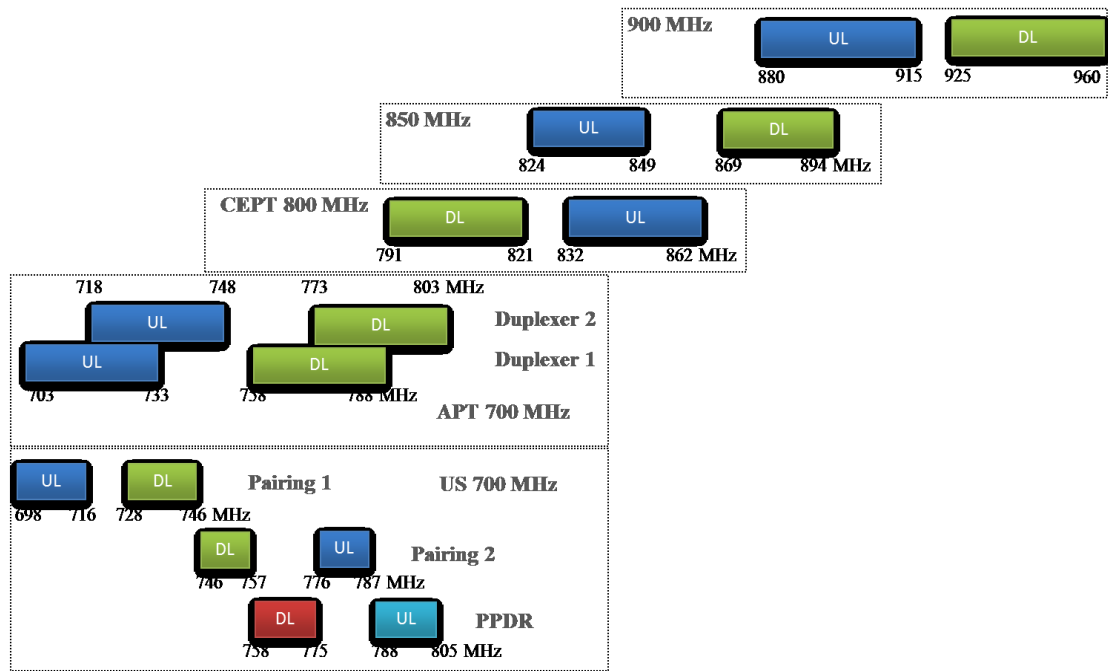 900 MHz
UL
DL
880
915
925
960
850 MHz
UL
DL
824
849
869
894 MHz
CEPT 800 MHz
DL
UL
791
821
832
862 MHz
718
748
773
803 MHz
UL
DL
Duplexer 2
UL
DL
Duplexer 1
703
733
758
788 MHz
APT 700 MHz
UL
DL
Pairing 1
US 700 MHz
698
716
728
746 MHz
DL
UL
Pairing 2
746
757
776
787 MHz
DL
UL
PPDR
758
775
788
805 MHz